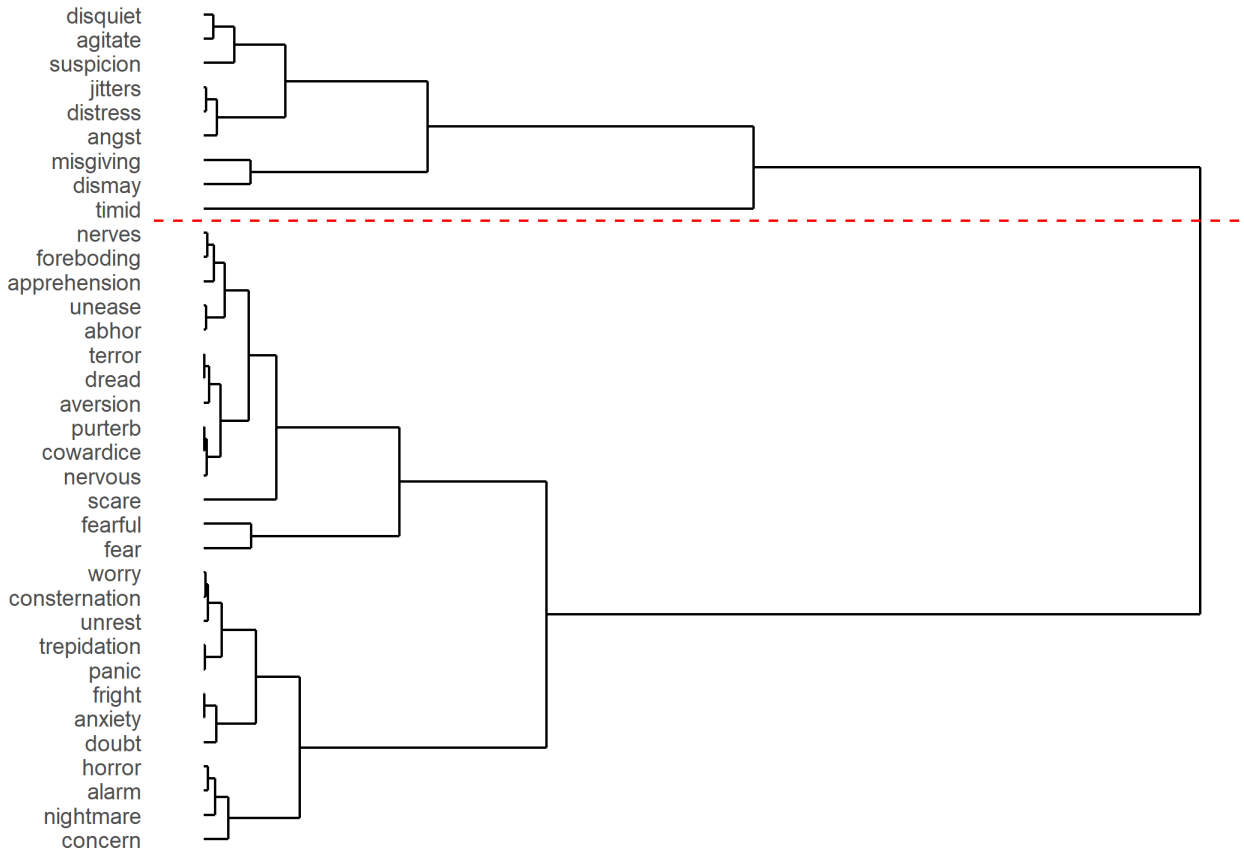 disquiet
agitate
suspicion
jitters
distress
angst
misgiving
dismay
timid
nerves
foreboding
apprehension
unease
abhor
terror
dread
aversion
purterb
cowardice
nervous
scare
fearful
fear
worry
consternation
unrest
trepidation
panic
fright
anxiety
doubt
horror
alarm
nightmare
concern